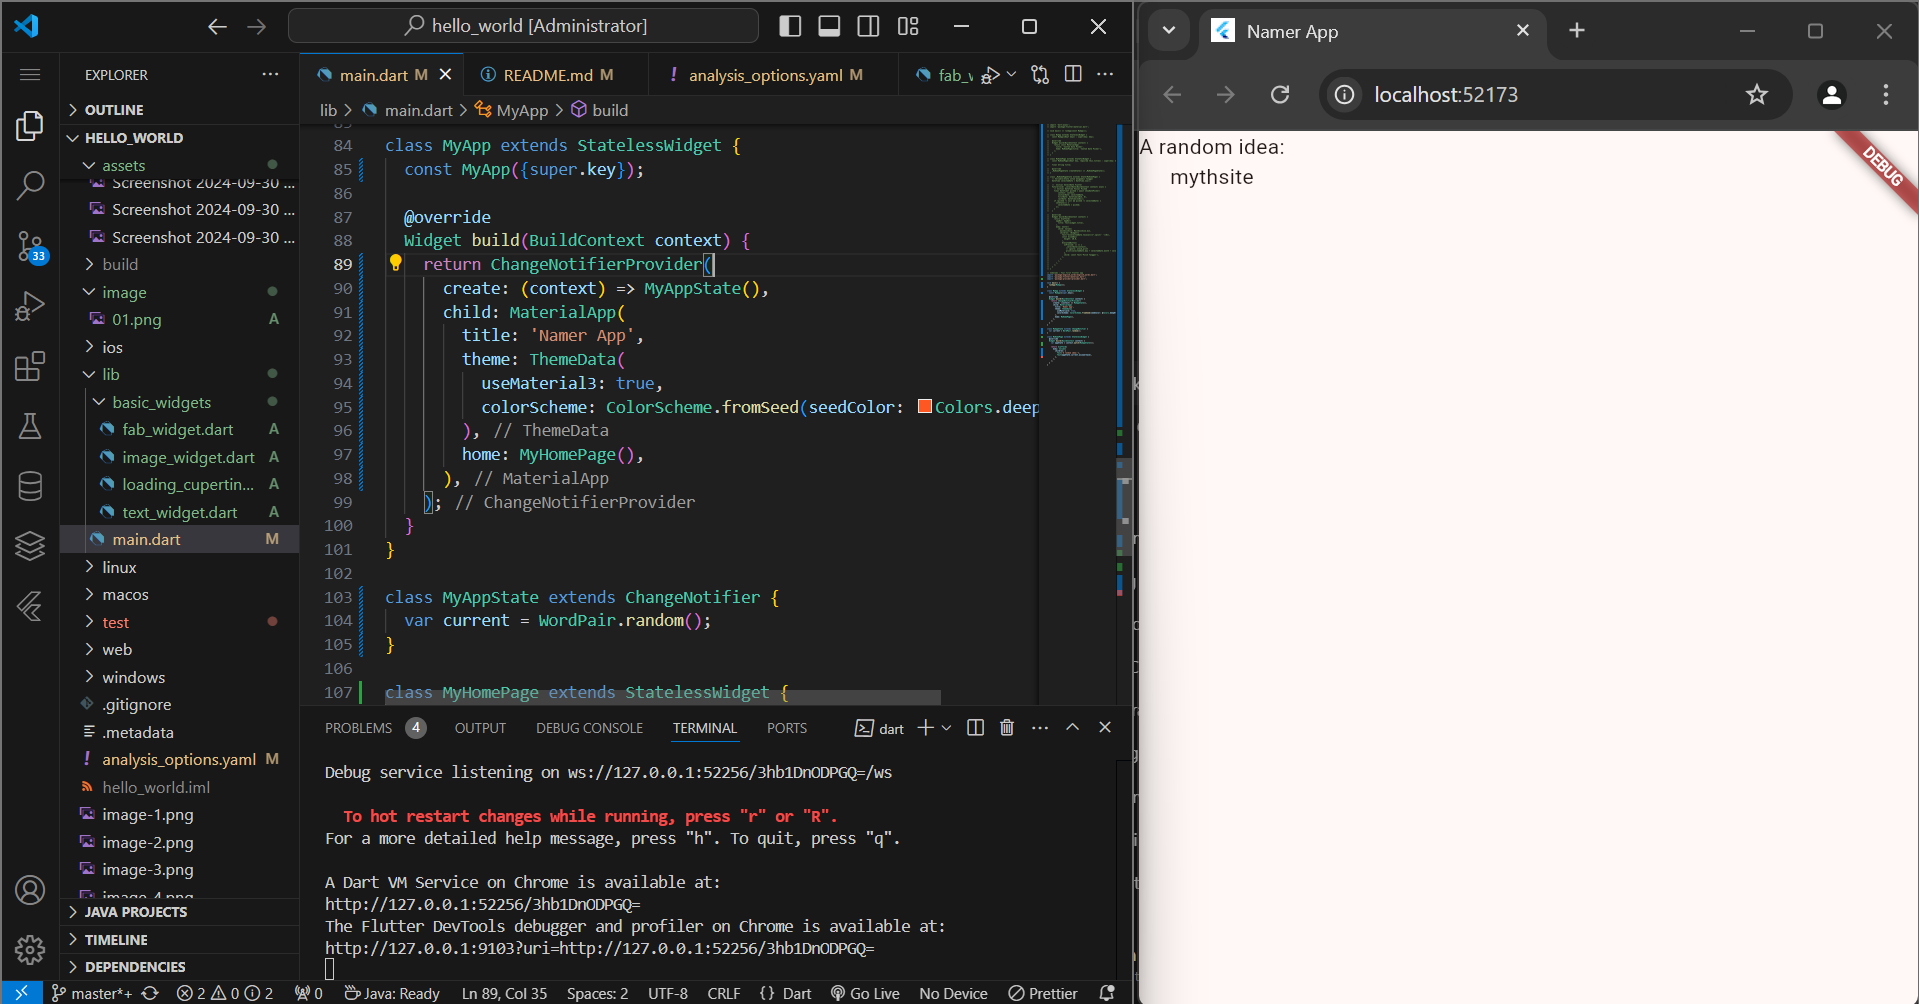 hello_world [Administrator]
EXPLORER
OUTLINE
HELLO_WORLD
assets
Screenshot 2024-09-30 ...
Screenshot 2024-09-30 ...
Screenshot 2024-09-30 ...
build
image
01.png A
ios
lib
basic_widgets
fab_widget.dart A
image_widget.dart A
loading_cupertin... A
text_widget.dart A
main.dart M
linux
macos
test
web
windows
.gitignore
.metadata
! analysis_options.yaml M
hello_world.iml
image-1.png
image-2.png
image-3.png
image-4.png
JAVA PROJECTS
TIMELINE
DEPENDENCIES
33
main.dart M
README.md M
! analysis_options.yaml M
fab_v
lib > main.dart > MyApp > build
84 class MyApp extends StatelessWidget {
85 const MyApp({super.key});
86
87 @override
88 Widget build(BuildContext context) {
89 return ChangeNotifierProvider(
90 create: (context) => MyAppState(),
91 child: MaterialApp(
92 title: 'Namer App',
93 theme: ThemeData(
94 useMaterial3: true,
95 colorScheme: ColorScheme.fromSeed(seedColor: Colors.deep
96 ), // ThemeData
97 home: MyHomePage(),
98 ), // MaterialApp
99 ); // ChangeNotifierProvider
100 }
101 }
102
103 class MyAppState extends ChangeNotifier {
104 var current = WordPair.random();
105 }
106
107 class MyHomePage extends StatelessWidget {
PROBLEMS 4 OUTPUT DEBUG CONSOLE TERMINAL PORTS dart
Debug service listening on ws://127.0.0.1:52256/3hb1DnODPGQ=/ws
To hot restart changes while running, press "r" or "R".
For a more detailed help message, press "h". To quit, press "q".
A Dart VM Service on Chrome is available at:
http://127.0.0.1:52256/3hb1DnODPGQ=
The Flutter DevTools debugger and profiler on Chrome is available at:
http://127.0.0.1:9103?uri=http://127.0.0.1:52256/3hb1DnODPGQ=
master*+ 2 0 2 0 Java: Ready Ln 89, Col 35 Spaces: 2 UTF-8 CRLF {} Dart Go Live No Device Prettier
Namer App
localhost:52173
A random idea:
mythsite
DEBUG